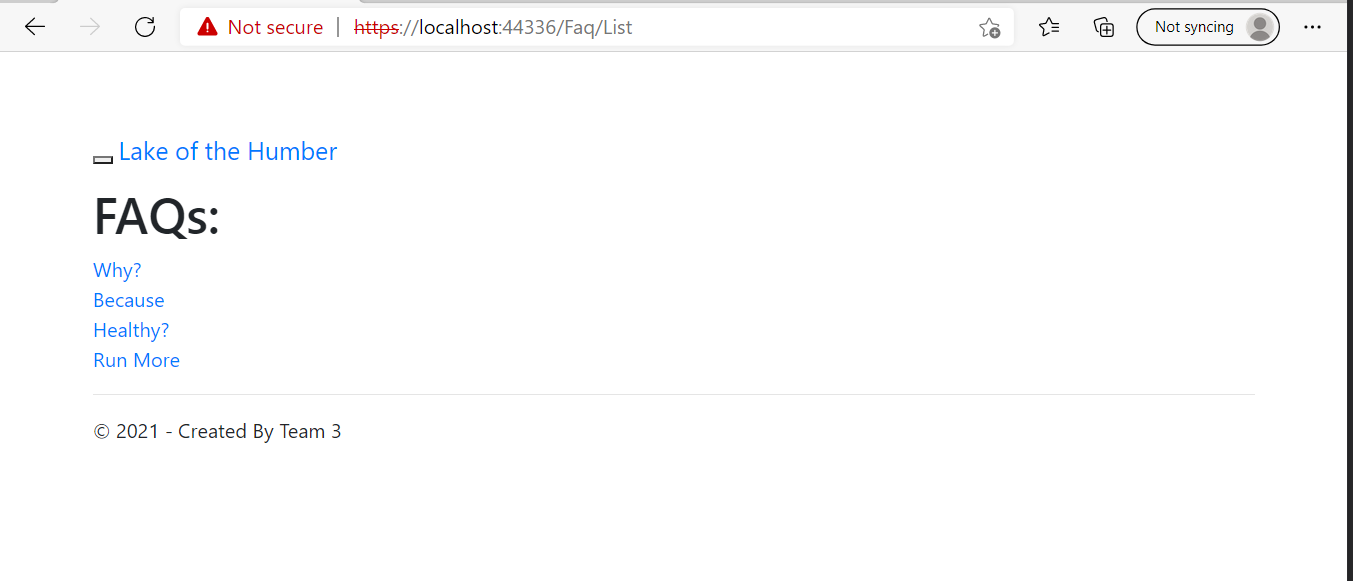 Not secure | https://localhost:44336/Faq/List Not syncing
Lake of the Humber
FAQs:
Why?
Because
Healthy?
Run More
© 2021 - Created By Team 3